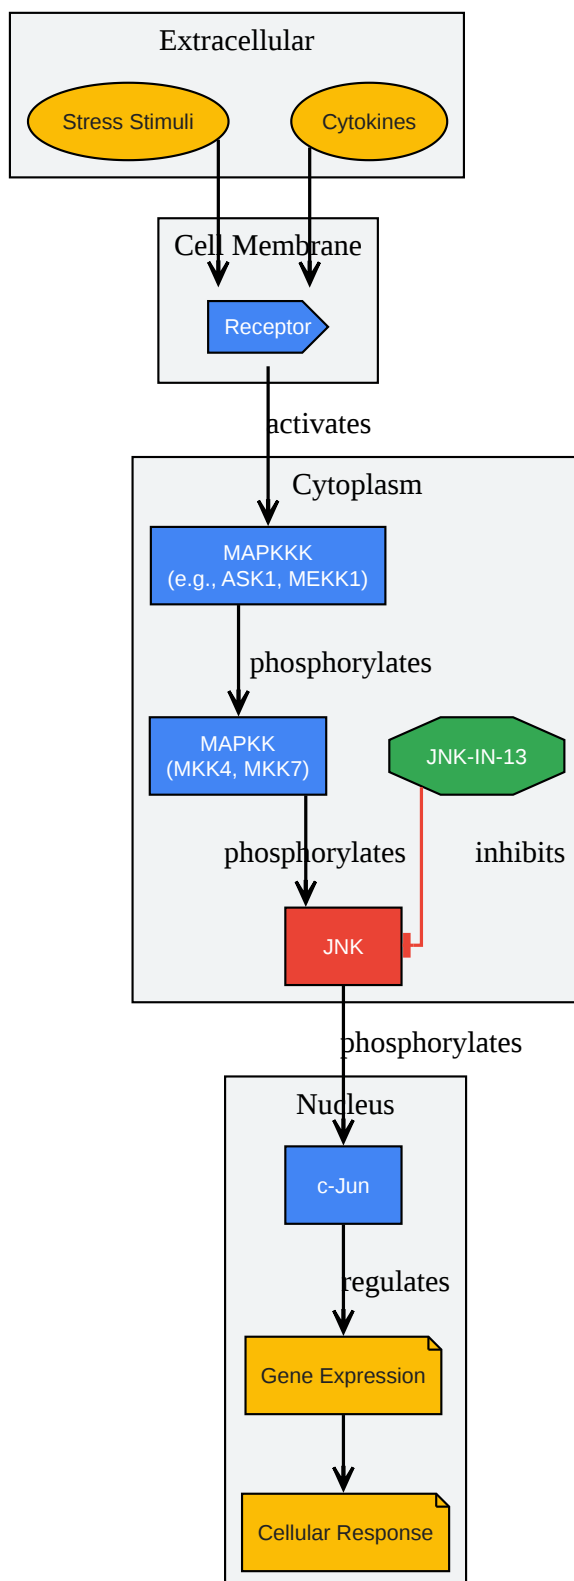 Extracellular
Stress Stimuli
Cytokines
Cell Membrane
Receptor
activates
Cytoplasm
MAPKKK
(e.g., ASK1, MEKK1)
phosphorylates
MAPKK
(MKK4, MKK7)
JNK-IN-13
phosphorylates
inhibits
JNK
phosphorylates
Nucleus
c-Jun
regulates
Gene Expression
Cellular Response